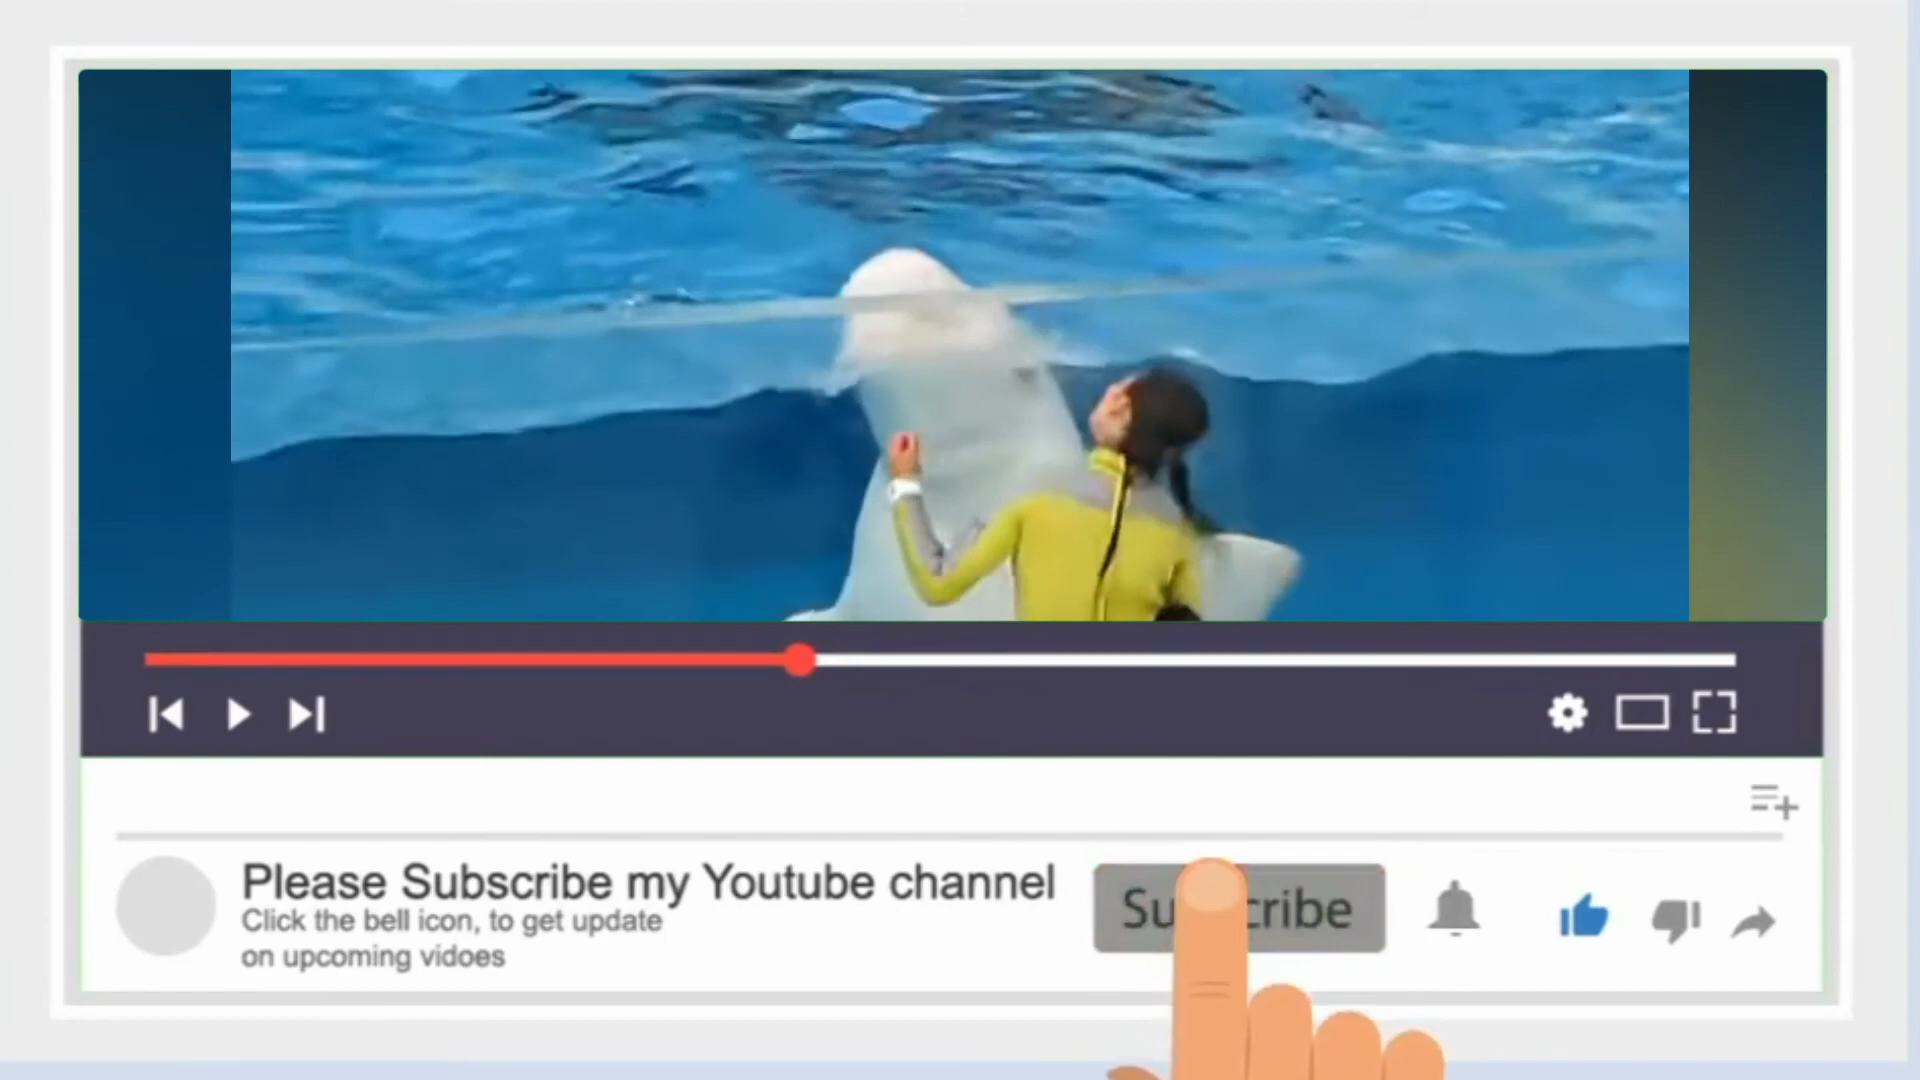 Please Subscribe my Youtube channel
Click the bell icon, to get update
on upcoming vidoes
Su cribe